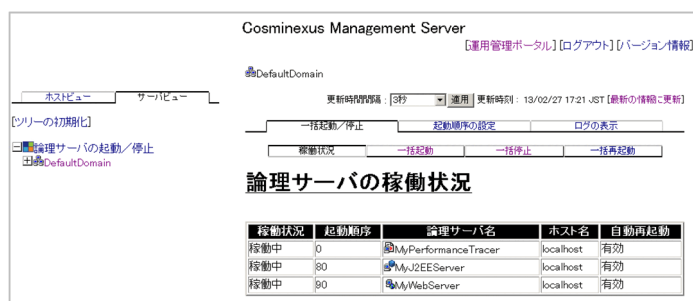 Cosminexus Management Server
[運用管理ポータル] [ログアウト] [バージョン情報]
DefaultDomain
ホストビュー サーバビュー
更新時間間隔: 3秒 適用 更新時刻: 13/02/27 17:21 JST [最新の情報に更新]
[ツリーの初期化]
一括起動/停止 起動順序の設定 ログの表示
論理サーバの起動/停止
稼働状況 一括起動 一括停止 一括再起動
DefaultDomain
論理サーバの稼働状況
稼働状況 起動順序 論理サーバ名 ホスト名 自動再起動
稼働中 0 MyPerformanceTracer localhost 有効
稼働中 80 MyJ2EEServer localhost 有効
稼働中 90 MyWebServer localhost 有効